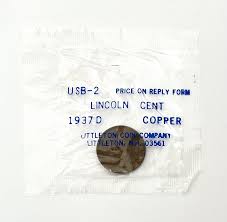 USB-2 PRICE ON REPLY FORM
LINCOLN CENT
1937D COPPER
LITTLETON COIN COMPANY
LITTLETON, N.H. 03561